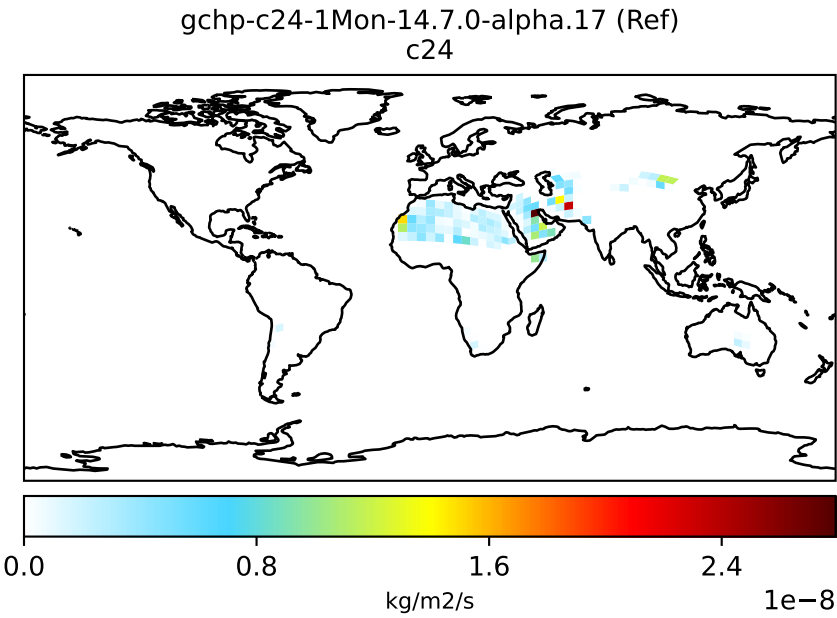 gchp-c24-1Mon-14.7.0-alpha.17 (Ref)
c24
0.0 0.8 1.6 2.4
1e−8
kg/m2/s